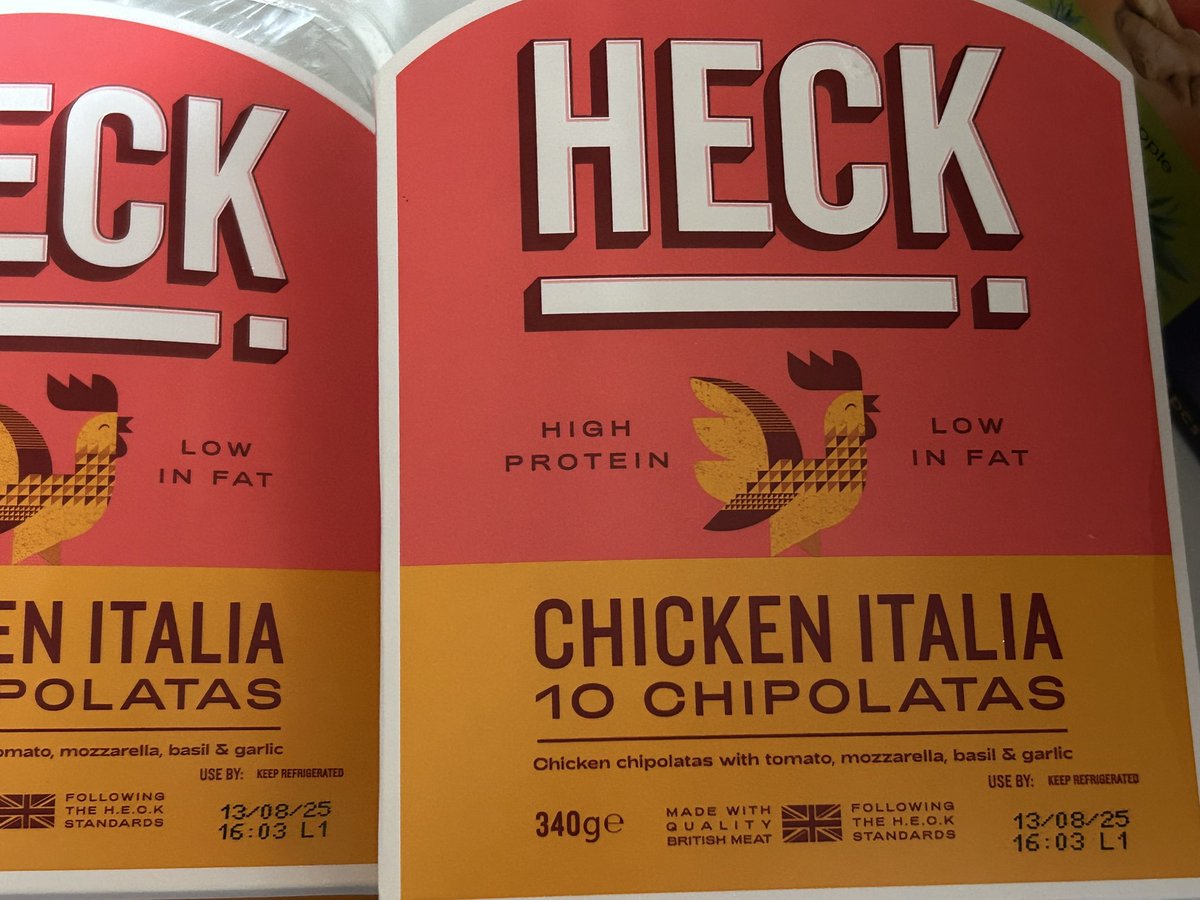 ECK
LOW
IN FAT
EN ITALIA
POLATAS
omato, mozzarella, basil & garlic
USE BY: KEEP REFRIGERATED
FOLLOWING
THE H.E.C.K
STANDARDS
13/08/25
16:03 L1
HECK
HIGH
PROTEIN
LOW
IN FAT
CHICKEN ITALIA
10 CHIPOLATAS
Chicken chipolatas with tomato, mozzarella, basil & garlic
USE BY: KEEP REFRIGERATED
340g℮
MADE WITH
QUALITY
BRITISH MEAT
FOLLOWING
THE H.E.C.K
STANDARDS
13/08/25
16:03 L1